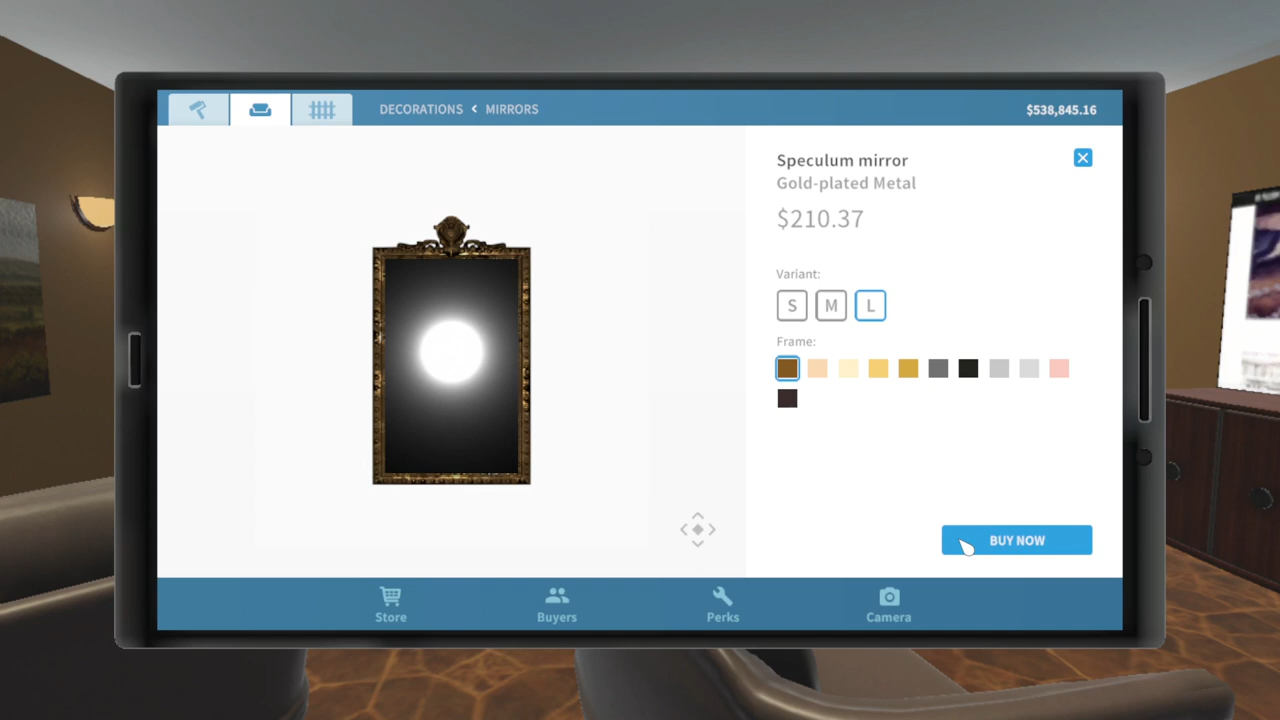 DECORATIONS < MIRRORS
$538,845.16
Speculum mirror
Gold-plated Metal
$210.37
Variant:
S M L
Frame:
BUY NOW
Store
Buyers
Perks
Camera